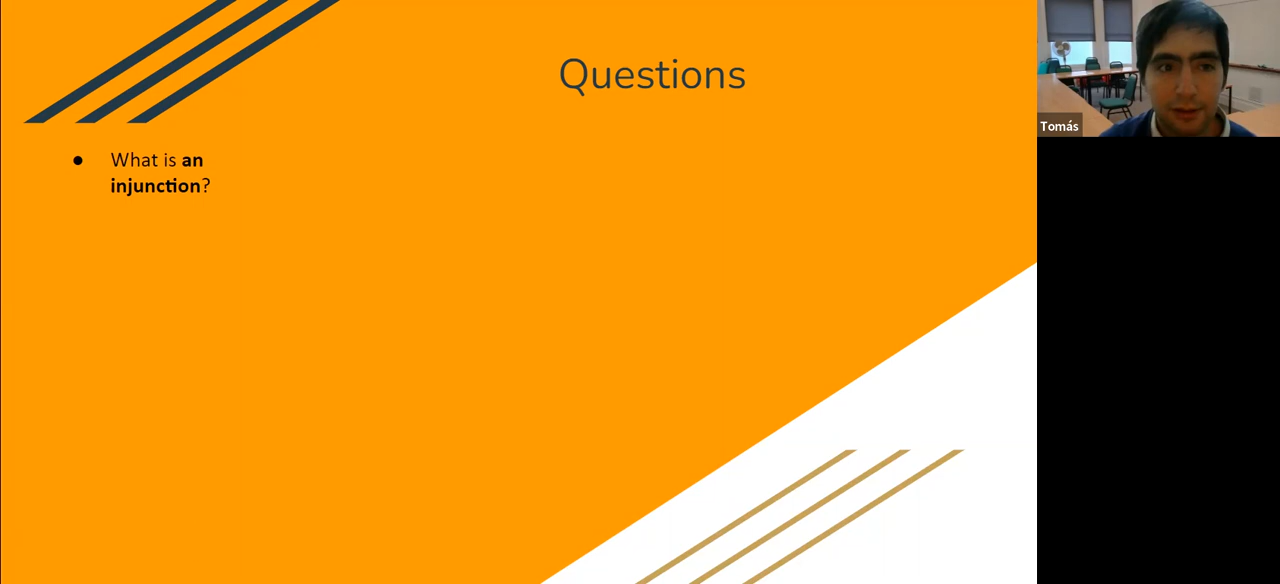 Questions
Tomás
● What is an
injunction?